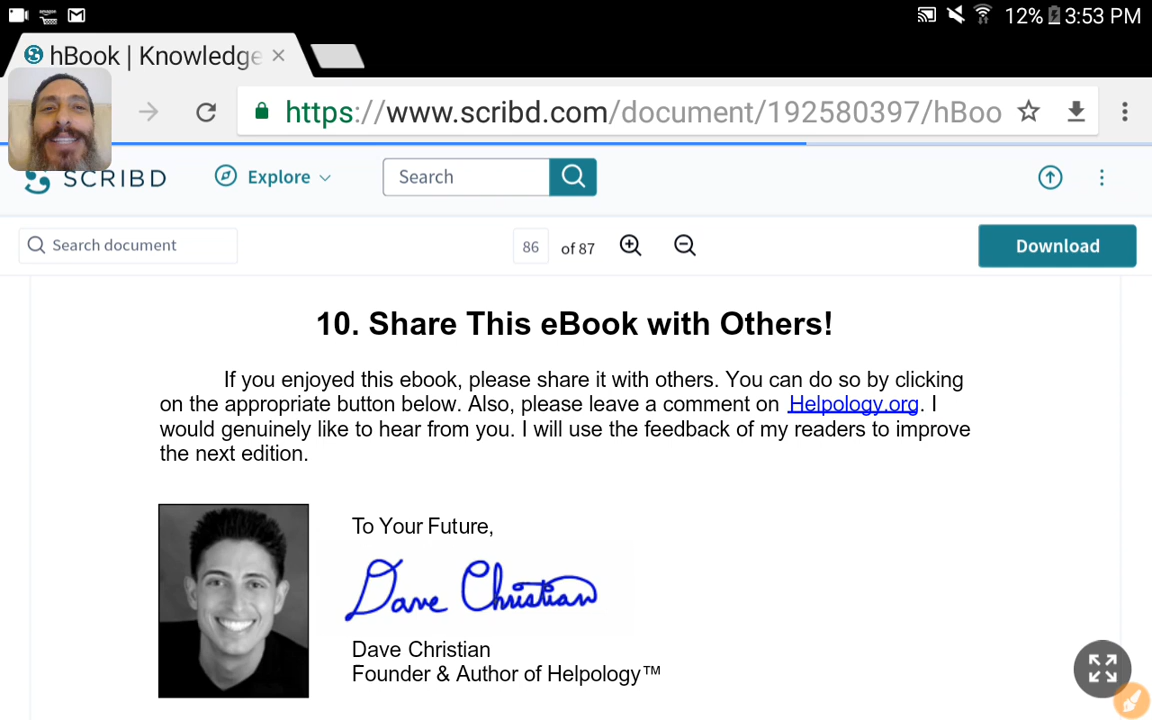 12% 3:53 PM
hBook | Knowledge
https://www.scribd.com/document/192580397/hBoo
SCRIBD Explore Search
Search document 86 of 87 Download
10. Share This eBook with Others!
If you enjoyed this ebook, please share it with others. You can do so by clicking
on the appropriate button below. Also, please leave a comment on Helpology.org. I
would genuinely like to hear from you. I will use the feedback of my readers to improve
the next edition.
To Your Future,
Dave Christian
Dave Christian
Founder & Author of Helpology™